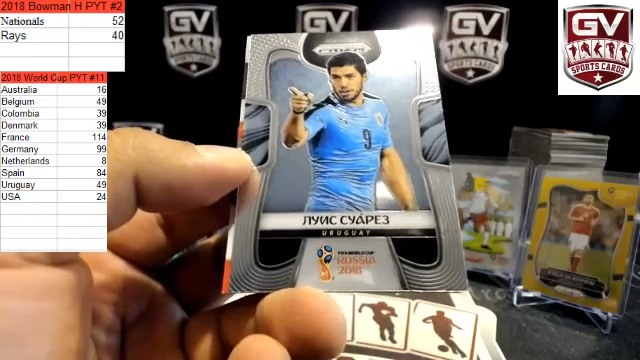 2018 Bowman H PYT #2
Nationals 52
Rays 40
2018 World Cup PYT #11
Australia 16
Belgium 49
Colombia 39
Denmark 39
France 114
Germany 99
Netherlands 8
Spain 84
Uruguay 49
USA 24
GV
SPORTS CARDS
GV
GV
PRIZM
9
ЛУИС СУÁРЕЗ
URUGUAY
FIFA WORLD CUP
RUSSIA
2018